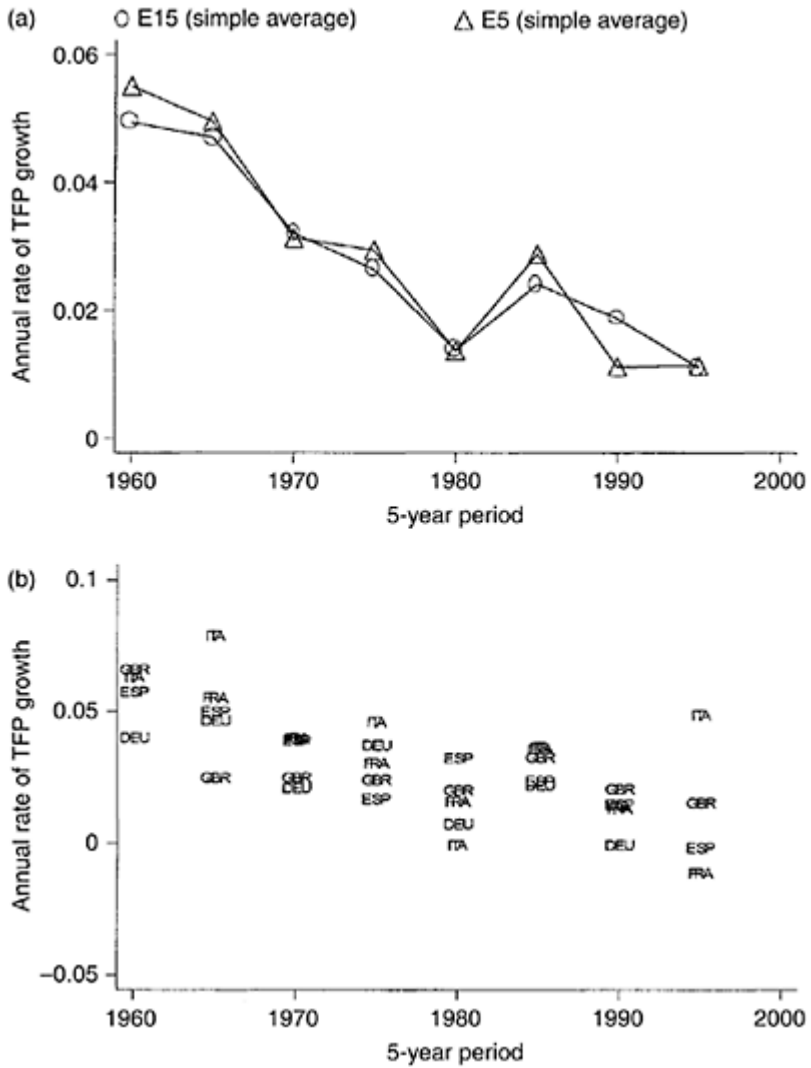 (a) E15 (simple average) E5 (simple average)
0.06
0.04
0.02
0
Annual rate of TFP growth
1960 1970 1980 1990 2000
5-year period
(b) 0.1
0.05
0
−0.05
Annual rate of TFP growth
ITA
GBR
ITA
ESP FRA
ESP
DEU
DEU
GBR
GBR
DEU
ITA
DEU
FRA
GBR
ESP
ESP
GBR
FRA
DEU
ITA
GBR
DEU
GBR
ESP
FRA
DEU
ITA
GBR
ESP
FRA
1960 1970 1980 1990 2000
5-year period